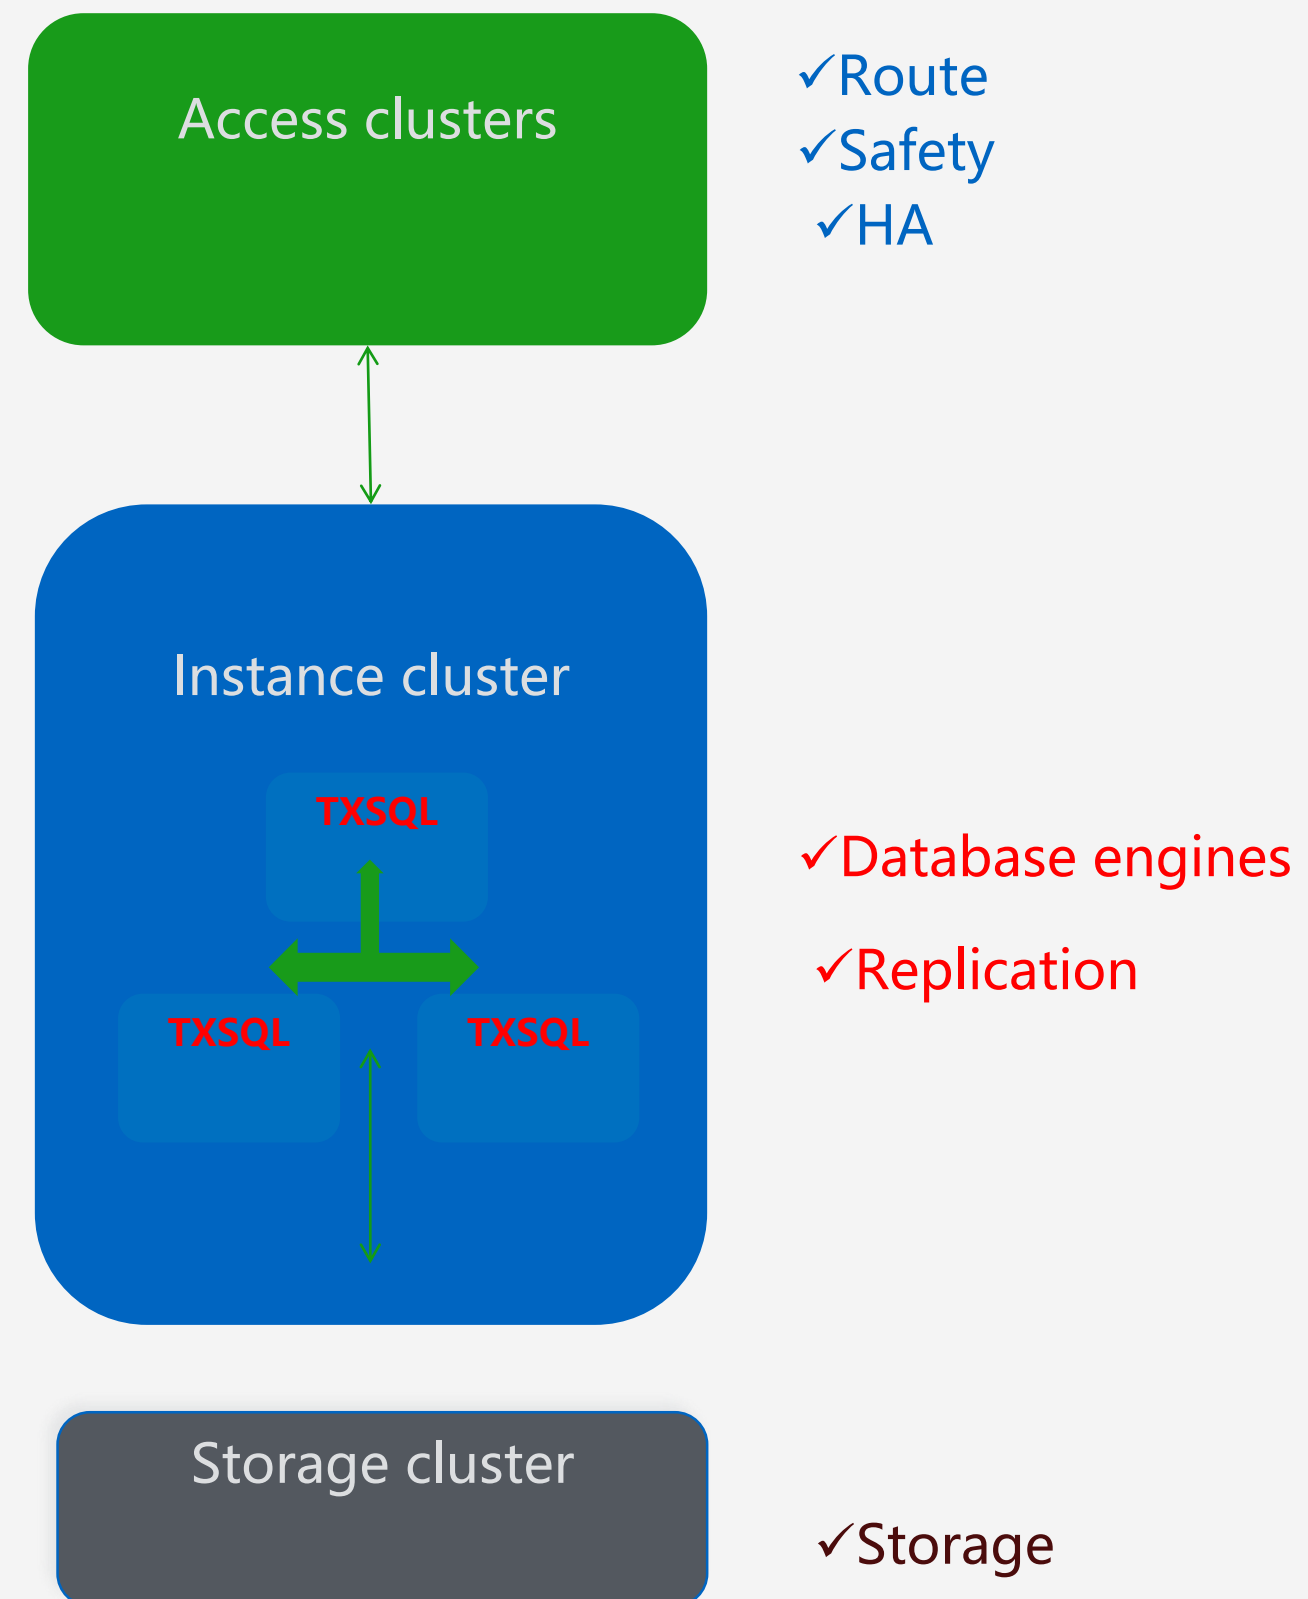 Access clusters
✓Route
✓Safety
✓HA
Instance cluster
TXSQL
TXSQL TXSQL
✓Database engines
✓Replication
Storage cluster
✓Storage